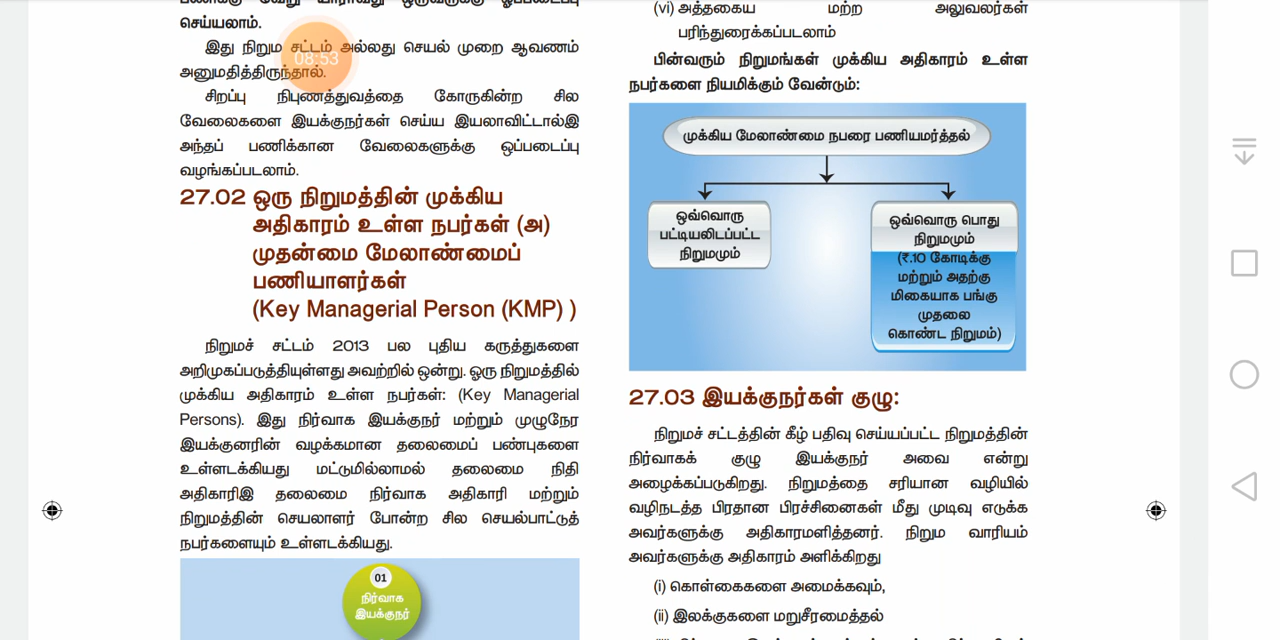 செய்யலாம்.
இது நிறும சட்டம் அல்லது செயல் முறை ஆவணம்
அனுமதித்திருந்தால்.
08:53
சிறப்பு நிபுணத்துவத்தை கோருகின்ற சில
வேலைகளை இயக்குநர்கள் செய்ய இயலாவிட்டால்இ
அந்தப் பணிக்கான வேலைகளுக்கு ஒப்படைப்பு
வழங்கப்படலாம்.
27.02 ஒரு நிறுமத்தின் முக்கிய
அதிகாரம் உள்ள நபர்கள் (அ)
முதன்மை மேலாண்மைப்
பணியாளர்கள்
(Key Managerial Person (KMP) )
நிறுமச் சட்டம் 2013 பல புதிய கருத்துகளை
அறிமுகப்படுத்தியுள்ளது அவற்றில் ஒன்று. ஓரு நிறுமத்தில்
முக்கிய அதிகாரம் உள்ள நபர்கள்: (Key Managerial
Persons). இது நிர்வாக இயக்குநர் மற்றும் முழுநேர
இயக்குனரின் வழக்கமான தலைமைப் பண்புகளை
உள்ளடக்கியது மட்டுமில்லாமல் தலைமை நிதி
அதிகாரிஇ தலைமை நிர்வாக அதிகாரி மற்றும்
நிறுமத்தின் செயலாளர் போன்ற சில செயல்பாட்டுத்
நபர்களையும் உள்ளடக்கியது.
01
நிர்வாக
இயக்குநர்
(vi) அத்தகைய மற்ற அலுவலர்கள்
பரிந்துரைக்கப்படலாம்
பின்வரும் நிறுமங்கள் முக்கிய அதிகாரம் உள்ள
நபர்களை நியமிக்கும் வேண்டும்:
முக்கிய மேலாண்மை நபரை பணியமர்த்தல்
ஒவ்வொரு
பட்டியலிடப்பட்ட
நிறுமமும்
ஒவ்வொரு பொது
நிறுமமும்
(₹.10 கோடிக்கு
மற்றும் அதற்கு
மிகையாக பங்கு
முதலை
கொண்ட நிறுமம்)
27.03 இயக்குநர்கள் குழு:
நிறுமச் சட்டத்தின் கீழ் பதிவு செய்யப்பட்ட நிறுமத்தின்
நிர்வாகக் குழு இயக்குநர் அவை என்று
அழைக்கப்படுகிறது. நிறுமத்தை சரியான வழியில்
வழிநடத்த பிரதான பிரச்சினைகள் மீது முடிவு எடுக்க
அவர்களுக்கு அதிகாரமளித்தனர். நிறும வாரியம்
அவர்களுக்கு அதிகாரம் அளிக்கிறது
(i) கொள்கைகளை அமைக்கவும்,
(ii) இலக்குகளை மறுசீரமைத்தல்